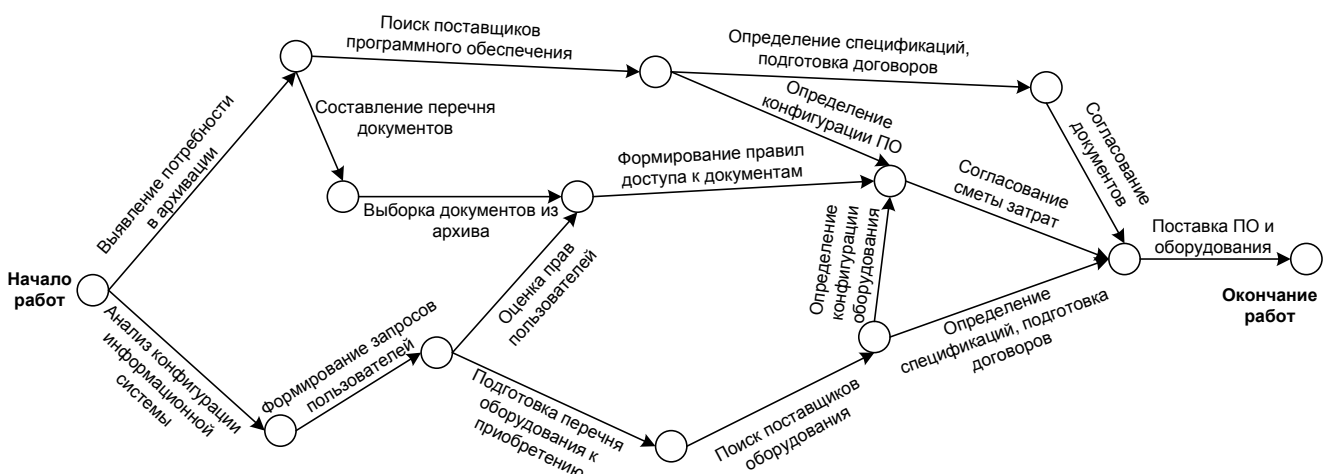 Поиск поставщиков
программного обеспечения
Определение спецификаций,
подготовка договоров
Выявление потребности
в архивации
Составление перечня
документов
Определение
конфигурации ПО
Согласование
документов
Формирование правил
доступа к документам
Согласование
сметы затрат
Выборка документов из
архива
Поставка ПО и
оборудования
Начало
работ
Оценка прав
пользователей
Определение
конфигурации
оборудования
Окончание
работ
Анализ конфигурации
информационной
системы
Формирование запросов
пользователей
Определение
спецификаций, подготовка
договоров
Подготовка перечня
оборудования к
приобретению
Поиск поставщиков
оборудования